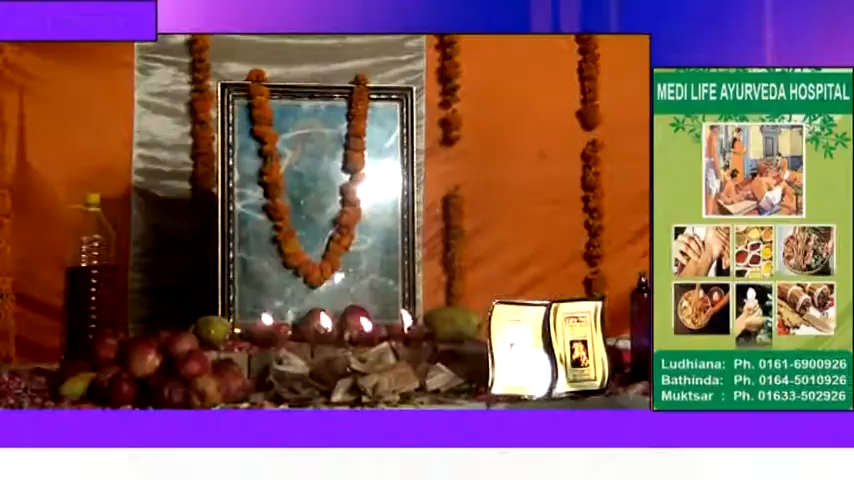 MEDI LIFE AYURVEDA HOSPITAL
Ludhiana: Ph. 0161-6900926
Bathinda: Ph. 0164-5010926
Muktsar : Ph. 01633-502926